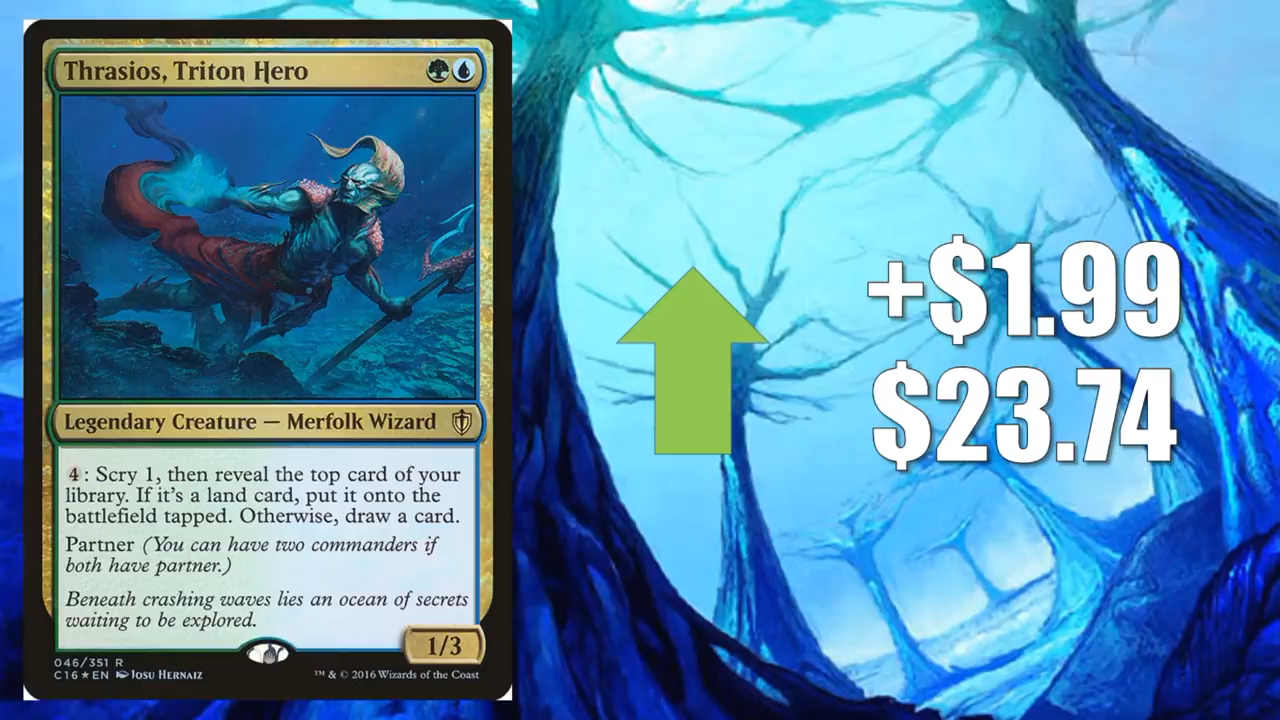 Thrasios, Triton Hero
Legendary Creature — Merfolk Wizard
4: Scry 1, then reveal the top card of your
library. If it's a land card, put it onto the
battlefield tapped. Otherwise, draw a card.
Partner (You can have two commanders if
both have partner.)
Beneath crashing waves lies an ocean of secrets
waiting to be explored.
1/3
046/351 R
C16★EN Josu Hernaiz
™ & © 2016 Wizards of the Coast
+$1.99
$23.74